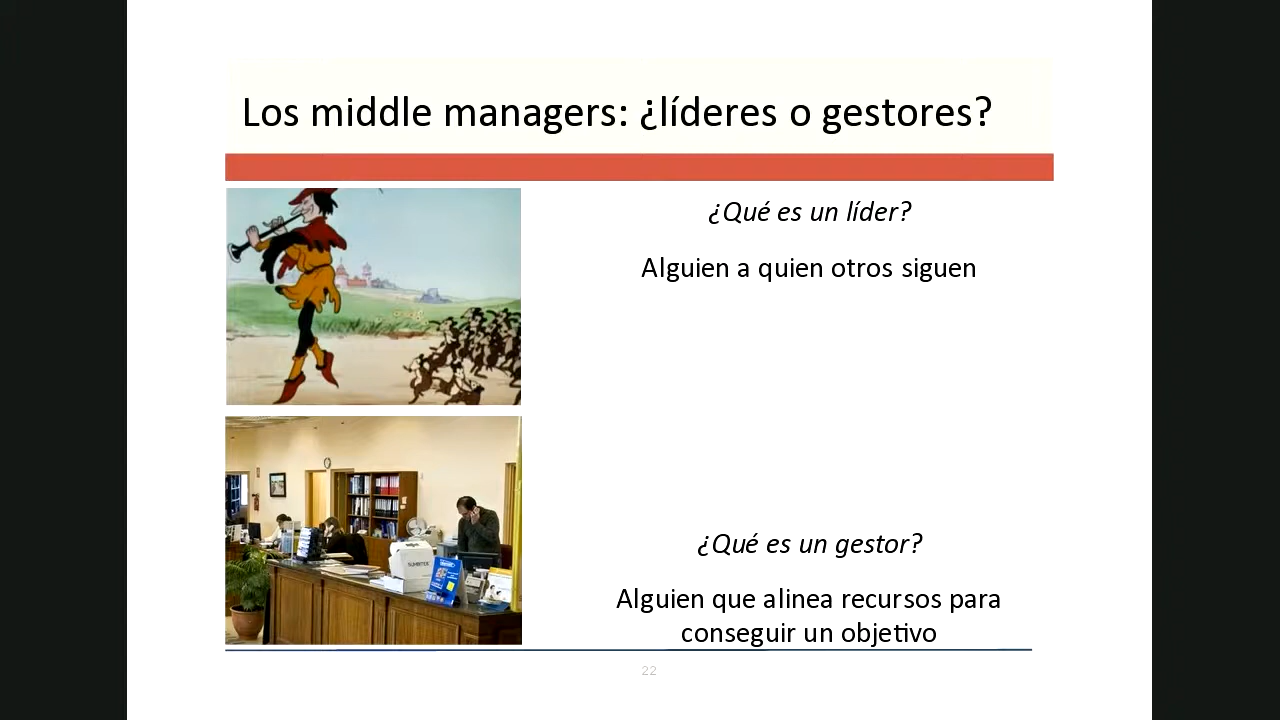 Los middle managers: ¿líderes o gestores?
¿Qué es un líder?
Alguien a quien otros siguen
¿Qué es un gestor?
Alguien que alinea recursos para
conseguir un objetivo
22